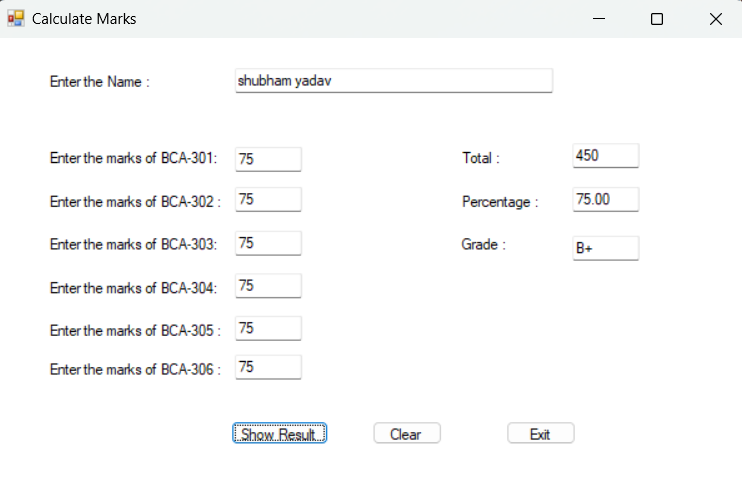 Calculate Marks
Enter the Name : shubham yadav
Enter the marks of BCA-301: 75 Total : 450
Enter the marks of BCA-302 : 75 Percentage : 75.00
Enter the marks of BCA-303: 75 Grade : B+
Enter the marks of BCA-304: 75
Enter the marks of BCA-305 : 75
Enter the marks of BCA-306 : 75
Show Result Clear Exit